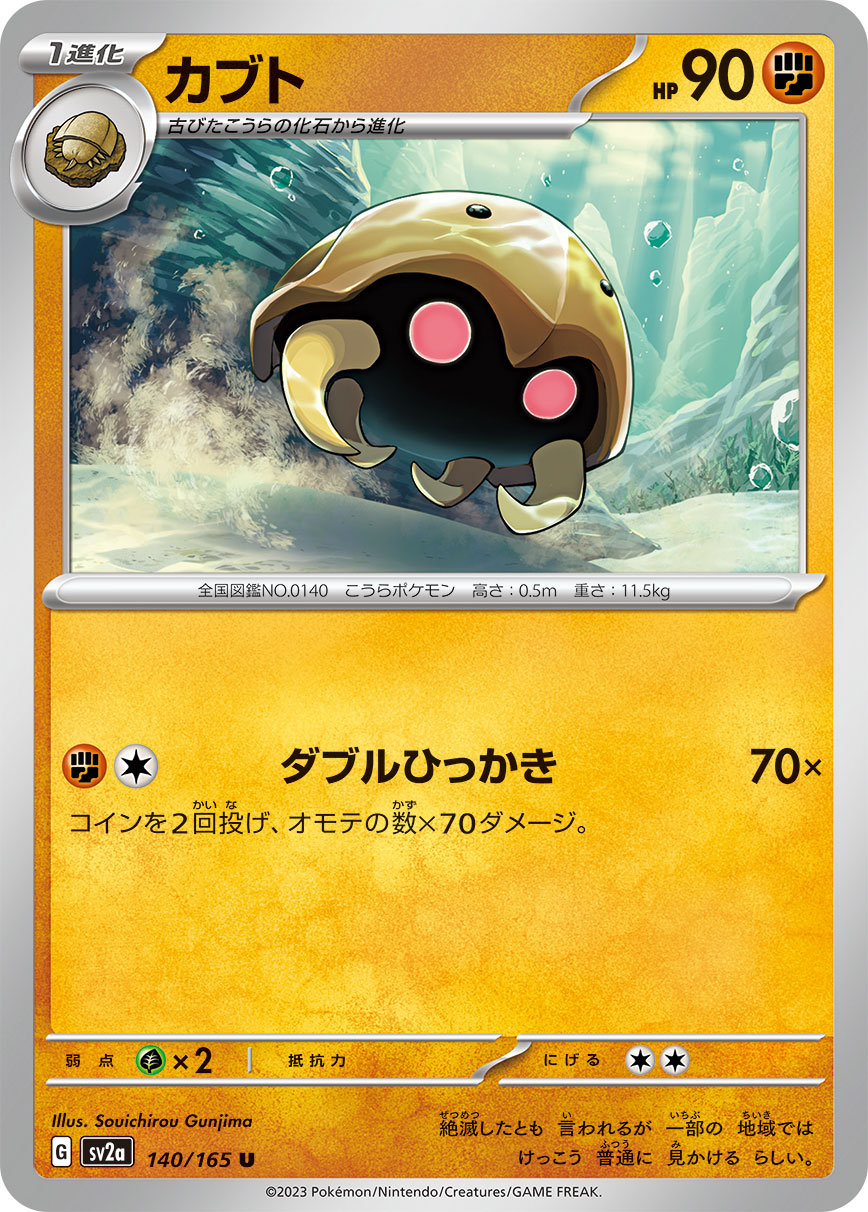 1進化
カブト
HP 90
古びたこうらの化石から進化
全国図鑑NO.0140 こうらポケモン 高さ:0.5m 重さ:11.5kg
ダブルひっかき 70×
コインを2回投げ、オモテの数×70ダメージ。
弱点 ×2 抵抗力 にげる
Illus. Souichirou Gunjima
絶滅したとも 言われるが 一部の 地域では
けっこう 普通に 見かける らしい。
G sv2a 140/165 U
©2023 Pokémon/Nintendo/Creatures/GAME FREAK.